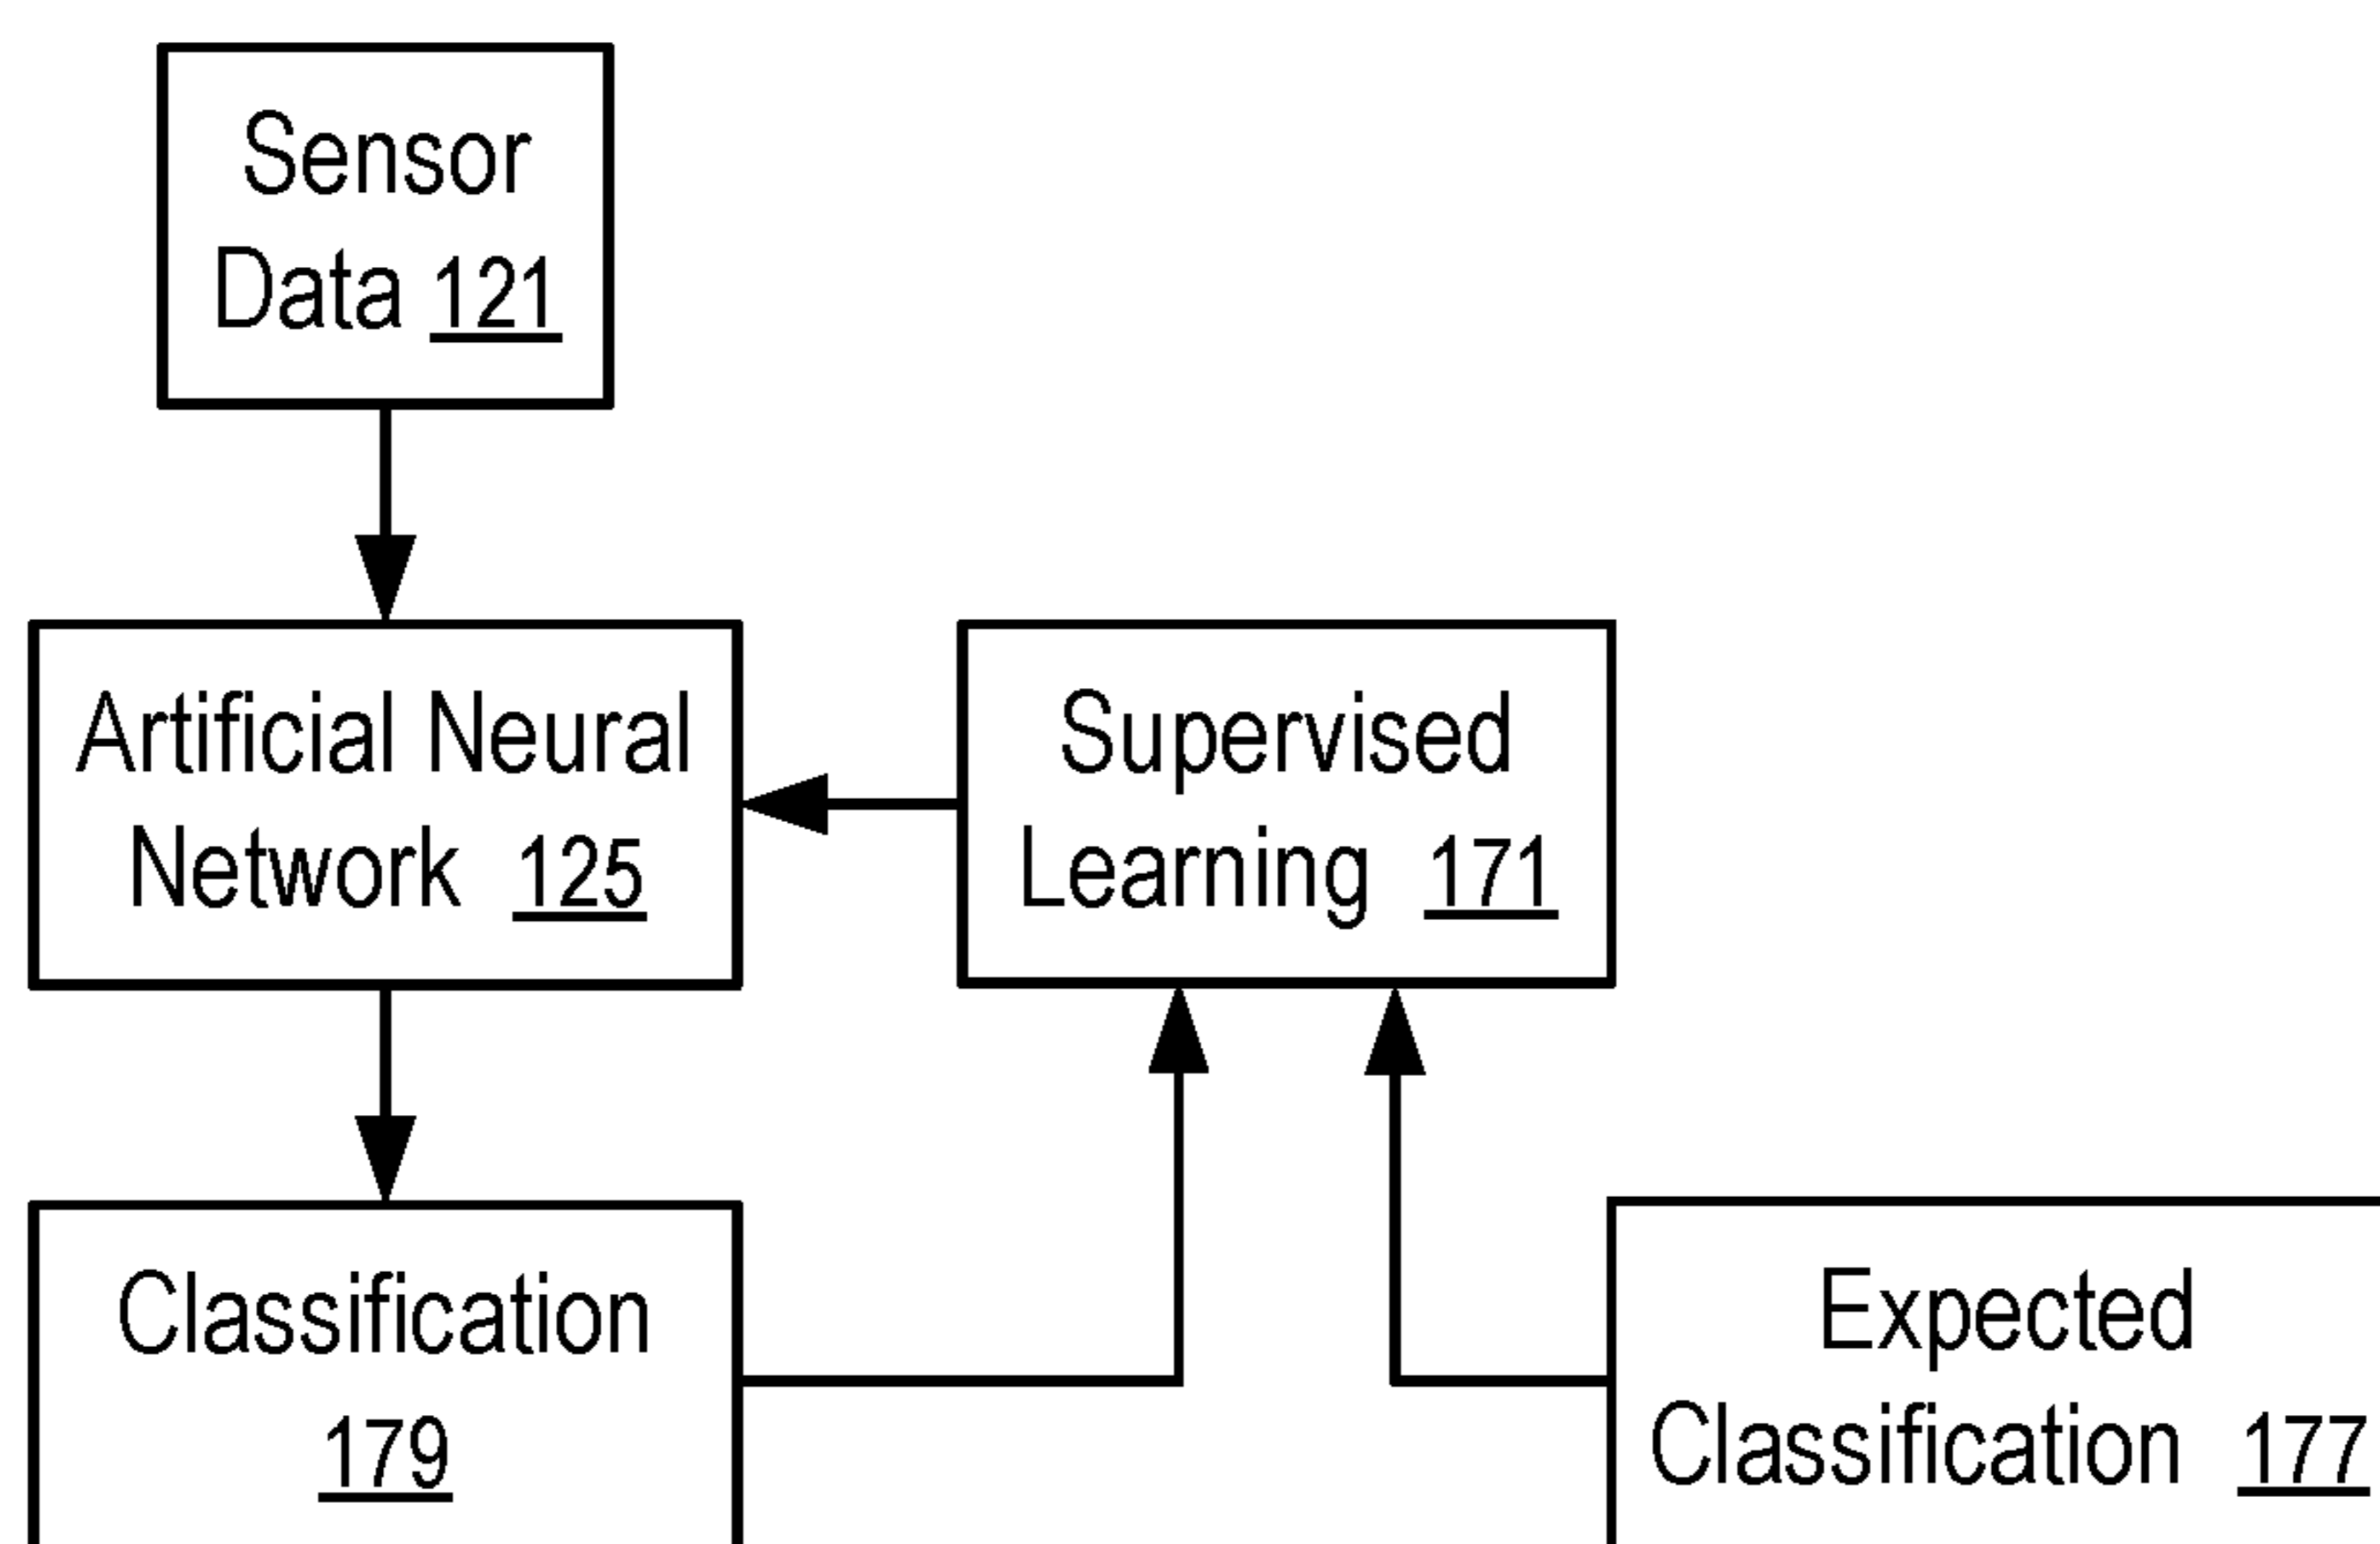 Sensor
Data 121
Artificial Neural
Network 125
Supervised
Learning 171
Classification
179
Expected
Classification 177